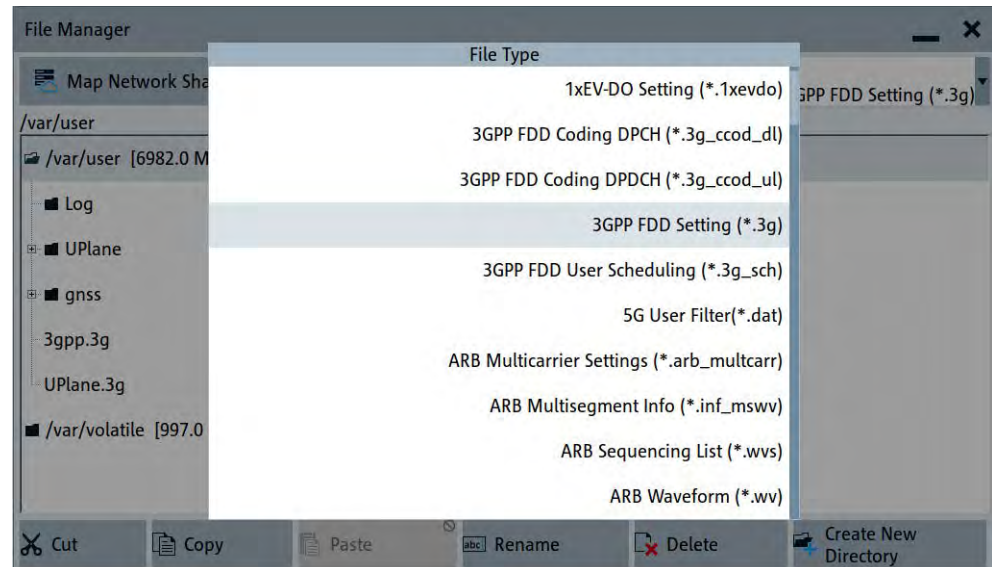 File Manager
File Type
Map Network Sha
3GPP FDD Setting (*.3g)
/var/user
/var/user [6982.0 M
Log
UPlane
gnss
3gpp.3g
UPlane.3g
/var/volatile [997.0
1xEV-DO Setting (*.1xevdo)
3GPP FDD Coding DPCH (*.3g_ccod_dl)
3GPP FDD Coding DPDCH (*.3g_ccod_ul)
3GPP FDD Setting (*.3g)
3GPP FDD User Scheduling (*.3g_sch)
5G User Filter(*.dat)
ARB Multicarrier Settings (*.arb_multcarr)
ARB Multisegment Info (*.inf_mswv)
ARB Sequencing List (*.wvs)
ARB Waveform (*.wv)
Cut
Copy
Paste
abc Rename
Delete
Create New
Directory